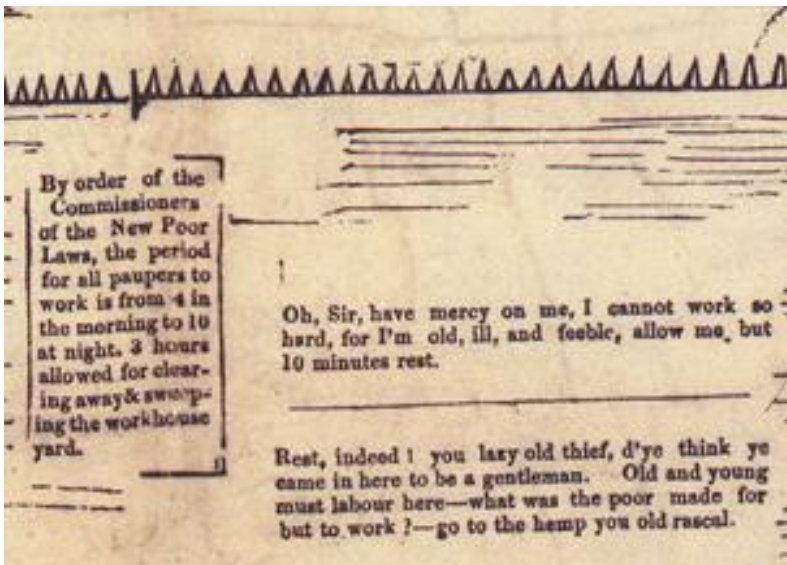 By order of the
Commissioners
of the New Poor
Laws, the period
for all paupers to
work is from 4 in
the morning to 10
at night. 3 hours
allowed for clear-
ing away & sweep-
ing the workhouse
yard.
Oh, Sir, have mercy on me, I cannot work so
hard, for I'm old, ill, and feeble, allow me, but
10 minutes rest.
Rest, indeed! you lazy old thief, d'ye think ye
came in here to be a gentleman. Old and young
must labour here—what was the poor made for
but to work?—go to the hemp you old rascal.